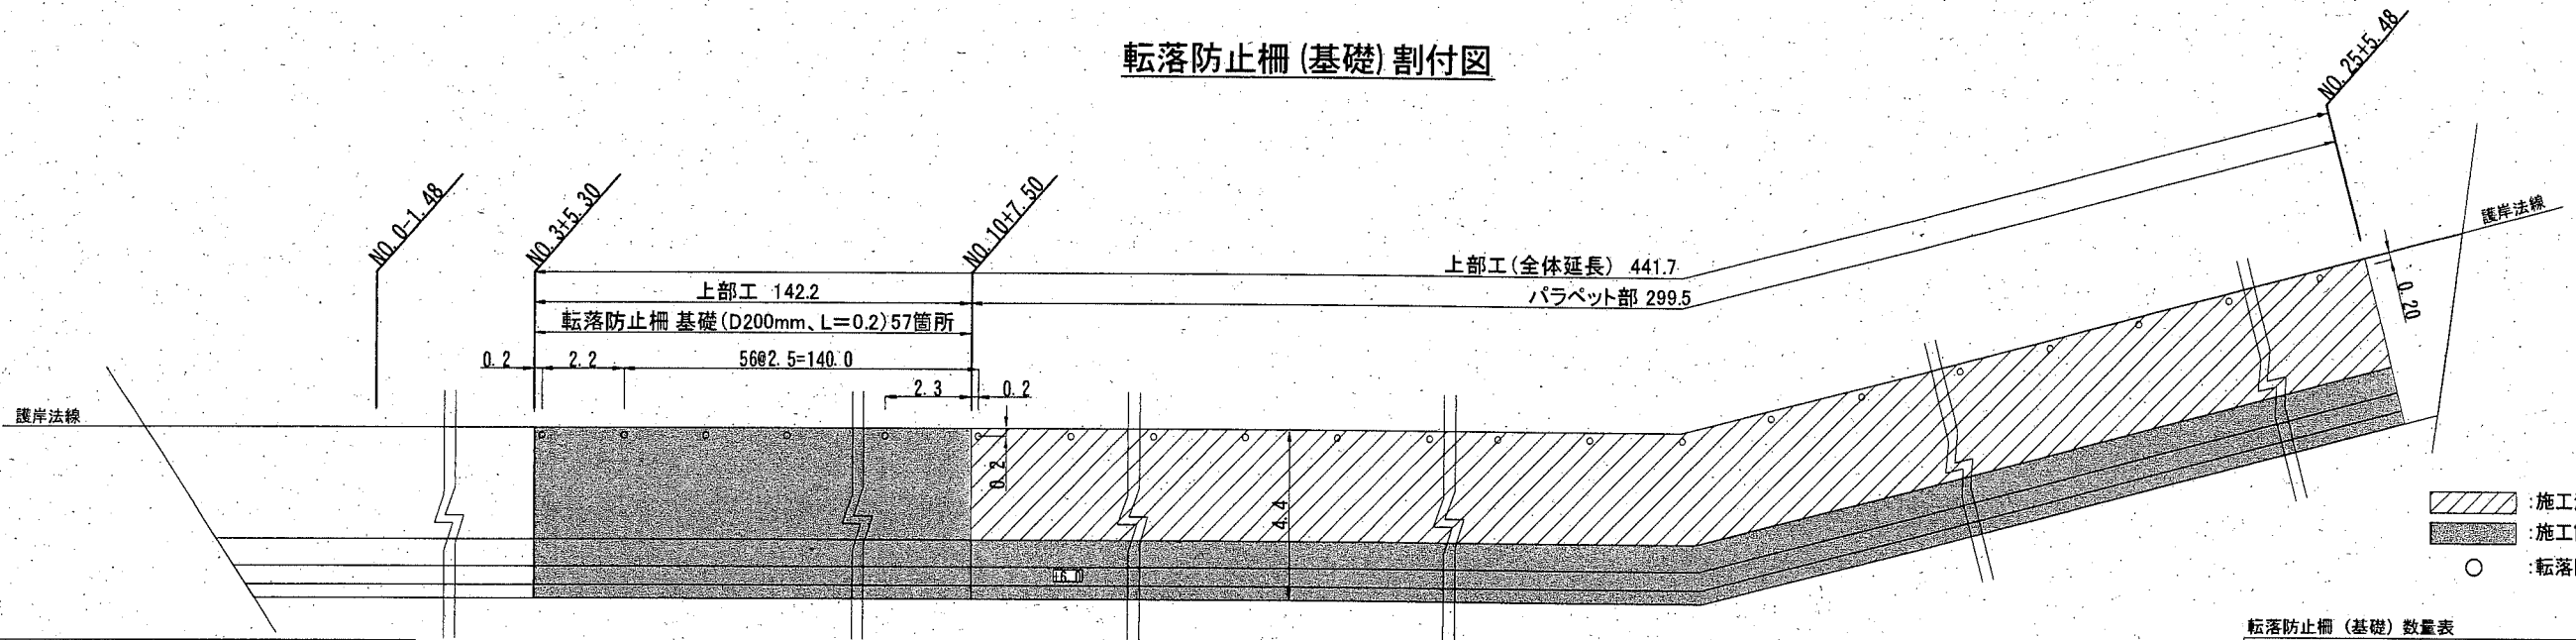 転落防止柵(基礎)割付図
NO. 25+5. 48
NO. 0-1. 48
NO. 3+5. 30
NO. 10+7. 50
護岸法線
上部工(全体延長) 441.7
上部工 142.2
パラペット部 299.5
転落防止柵 基礎(D200mm、L=0.2)57箇所
0. 2
2. 2
56@2. 5=140. 0
2. 3
0. 2
0. 20
護岸法線
0. 2
4. 4
:施工
:施工
:転落
転落防止柵 (基礎) 数量表